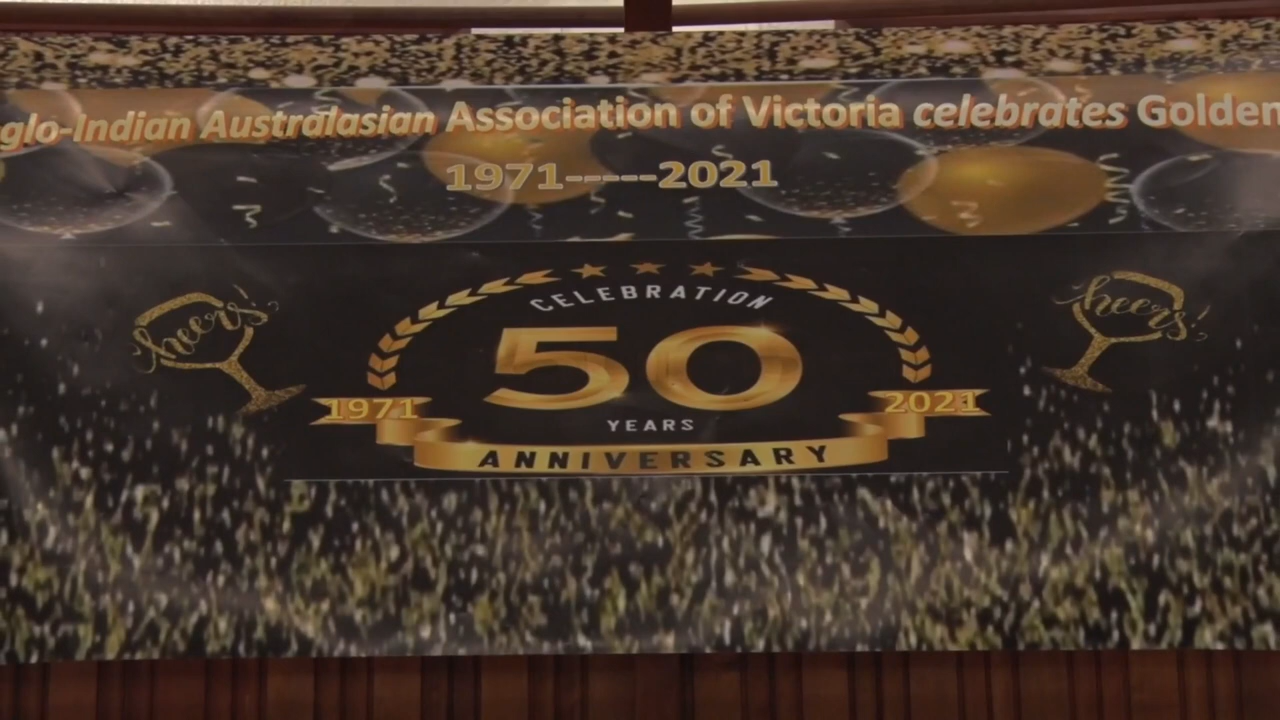 glo-Indian Australasian Association of Victoria celebrates Golden
1971-----2021
cheers!
CELEBRATION
cheers!
50
1971
2021
YEARS
ANNIVERSARY